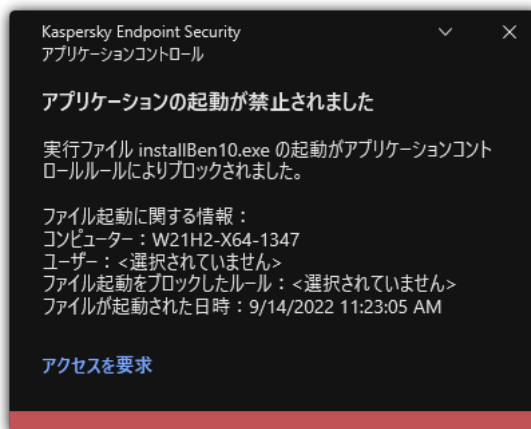 Kaspersky Endpoint Security
アプリケーションコントロール
アプリケーションの起動が禁止されました
実行ファイル installBen10.exe の起動がアプリケーションコント
ロールルールによりブロックされました。
ファイル起動に関する情報：
コンピューター：W21H2-X64-1347
ユーザー：<選択されていません>
ファイル起動をブロックしたルール：<選択されていません>
ファイルが起動された日時：9/14/2022 11:23:05 AM
アクセスを要求